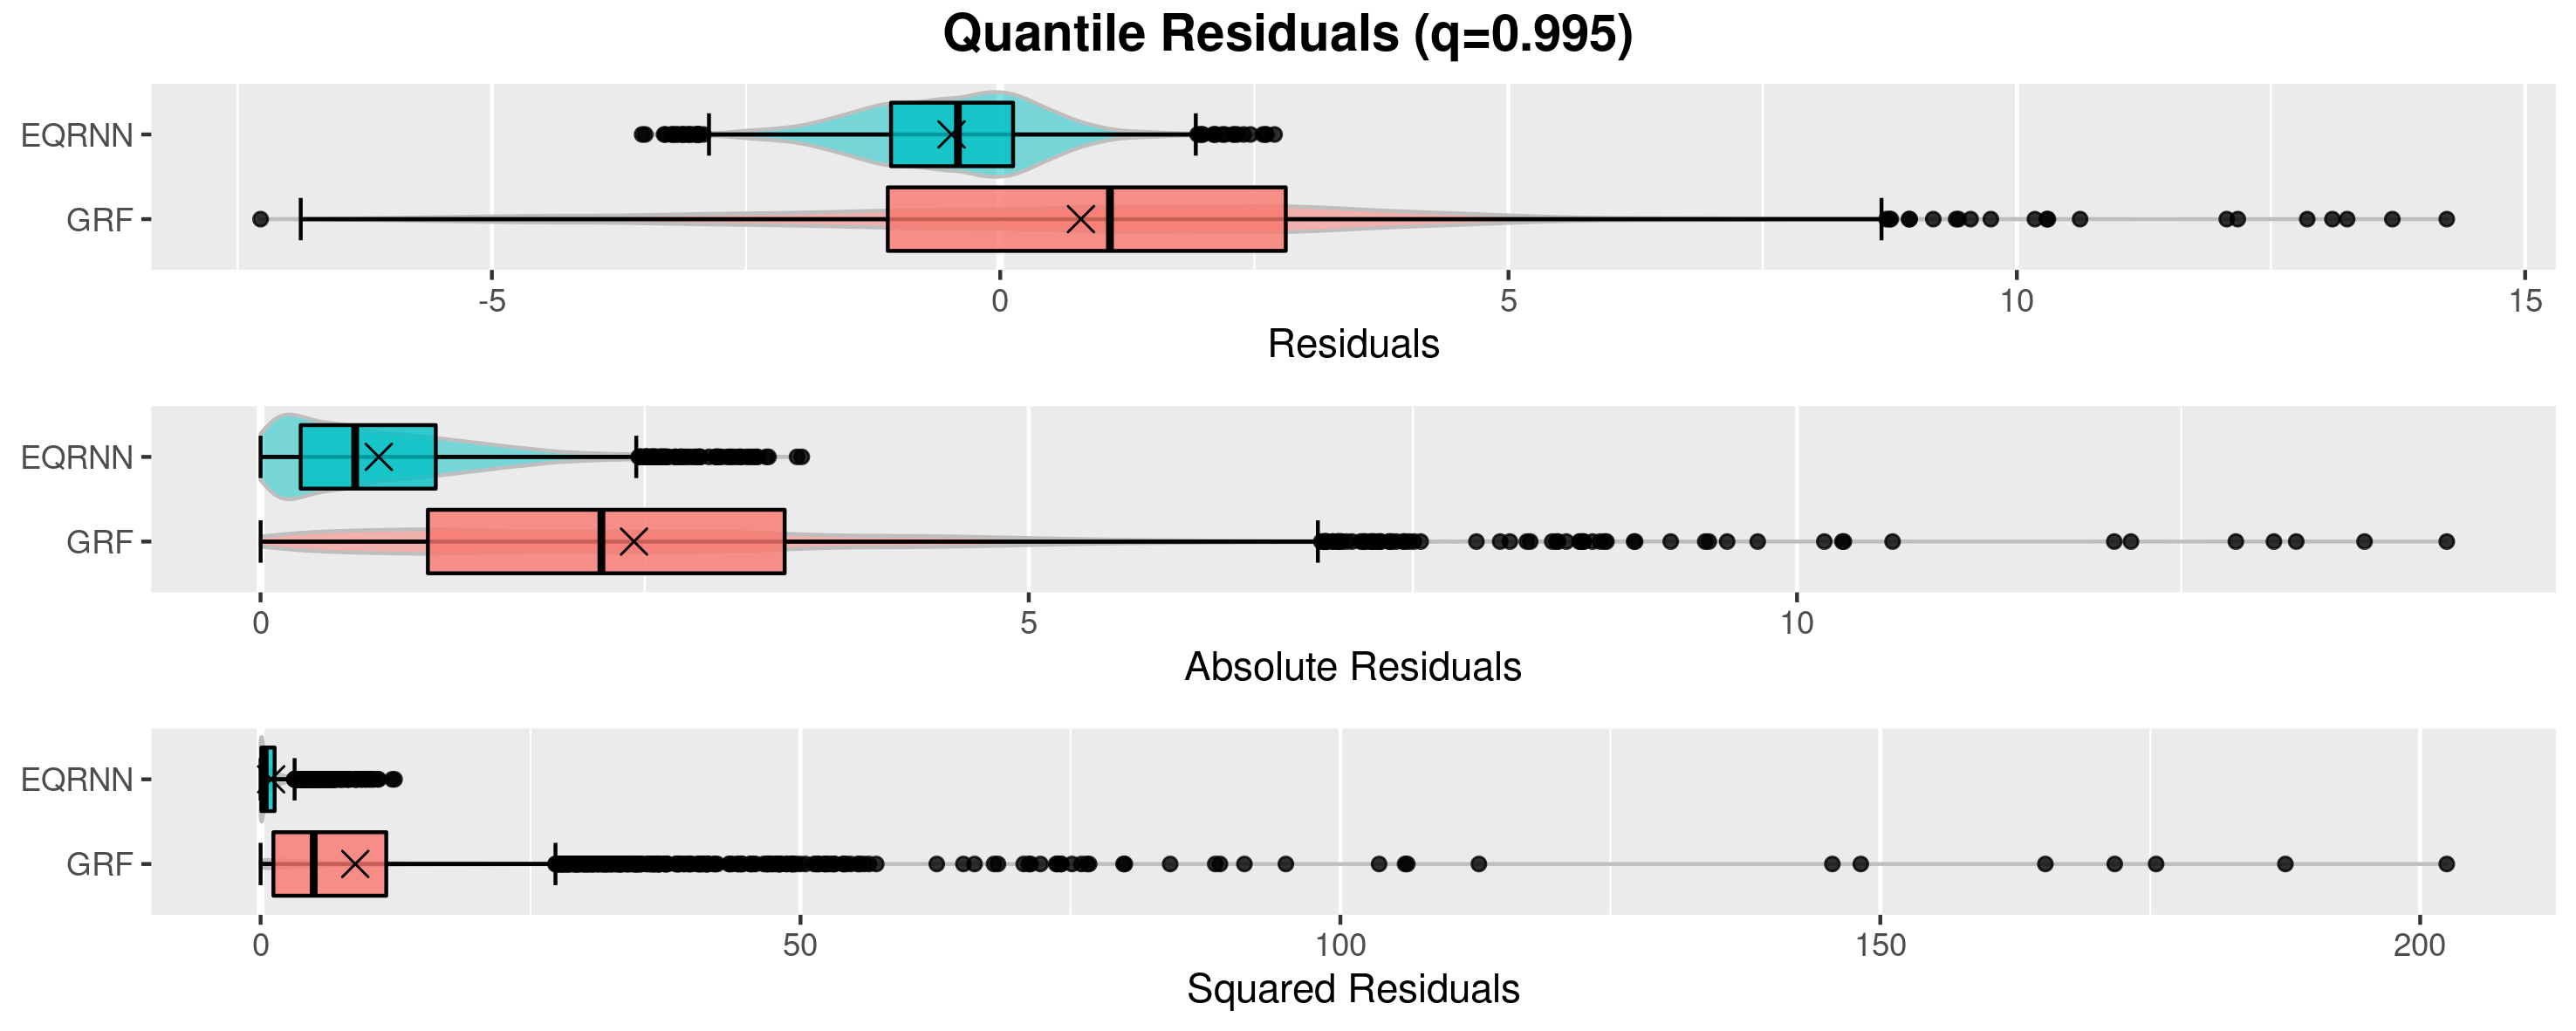 Quantile Residuals (q=0.995)
EQRNN
GRF
-5 0 5 10 15
Residuals
EQRNN
GRF
0 5 10
Absolute Residuals
EQRNN
GRF
0 50 100 150 200
Squared Residuals